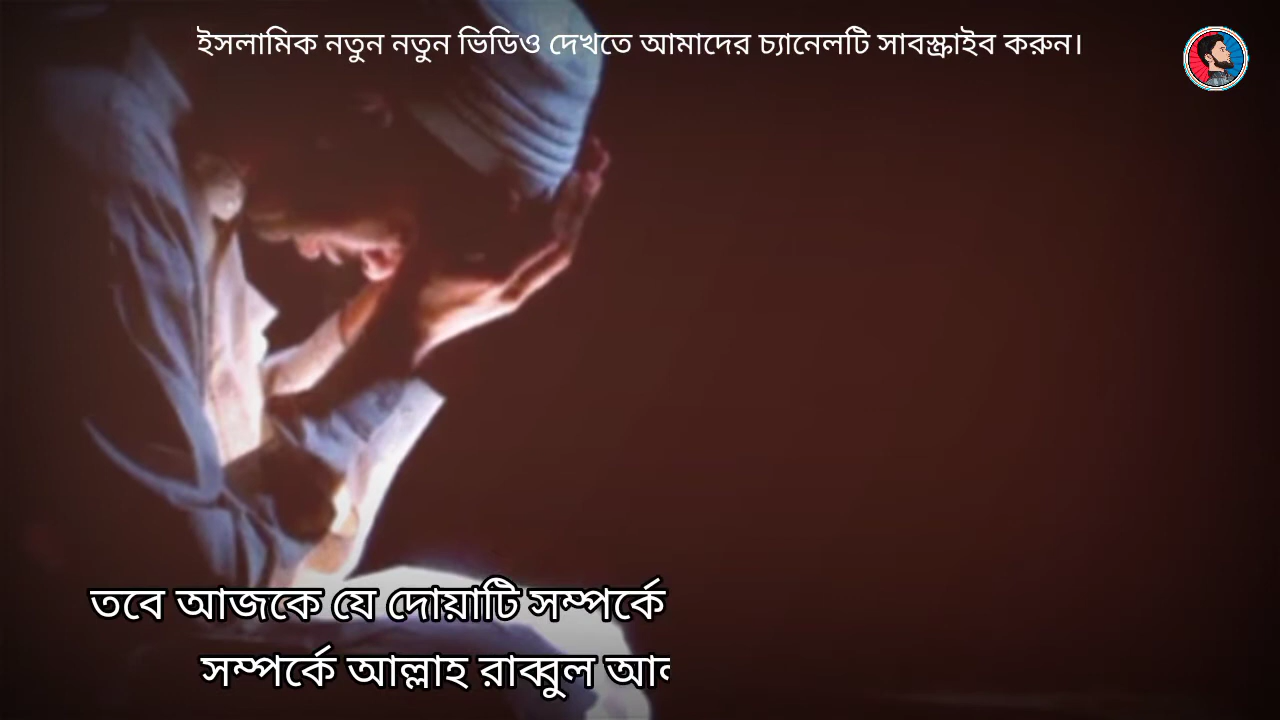 ইসলামিক নতুন নতুন ভিডিও দেখতে আমাদের চ্যানেলটি সাবস্ক্রাইব করুন।
তবে আজকে যে দোয়াটি সম্পর্কে
সম্পর্কে আল্লাহ রাব্বুল